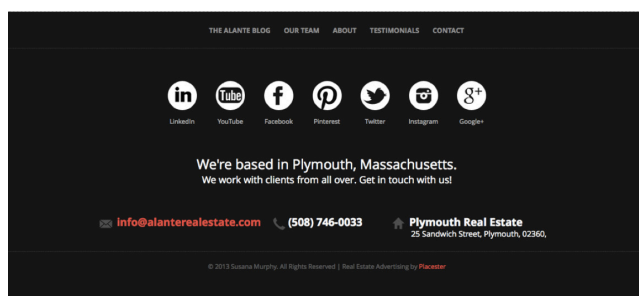 THE ALANTE BLOG OUR TEAM ABOUT TESTIMONIALS CONTACT
in Tube f g+
LinkedIn YouTube Facebook Pinterest Twitter Instagram Google+
We're based in Plymouth, Massachusetts.
We work with clients from all over. Get in touch with us!
info@alanterealestate.com (508) 746-0033 Plymouth Real Estate
25 Sandwich Street, Plymouth, 02360,
© 2013 Susana Murphy, All Rights Reserved | Real Estate Advertising by Placester